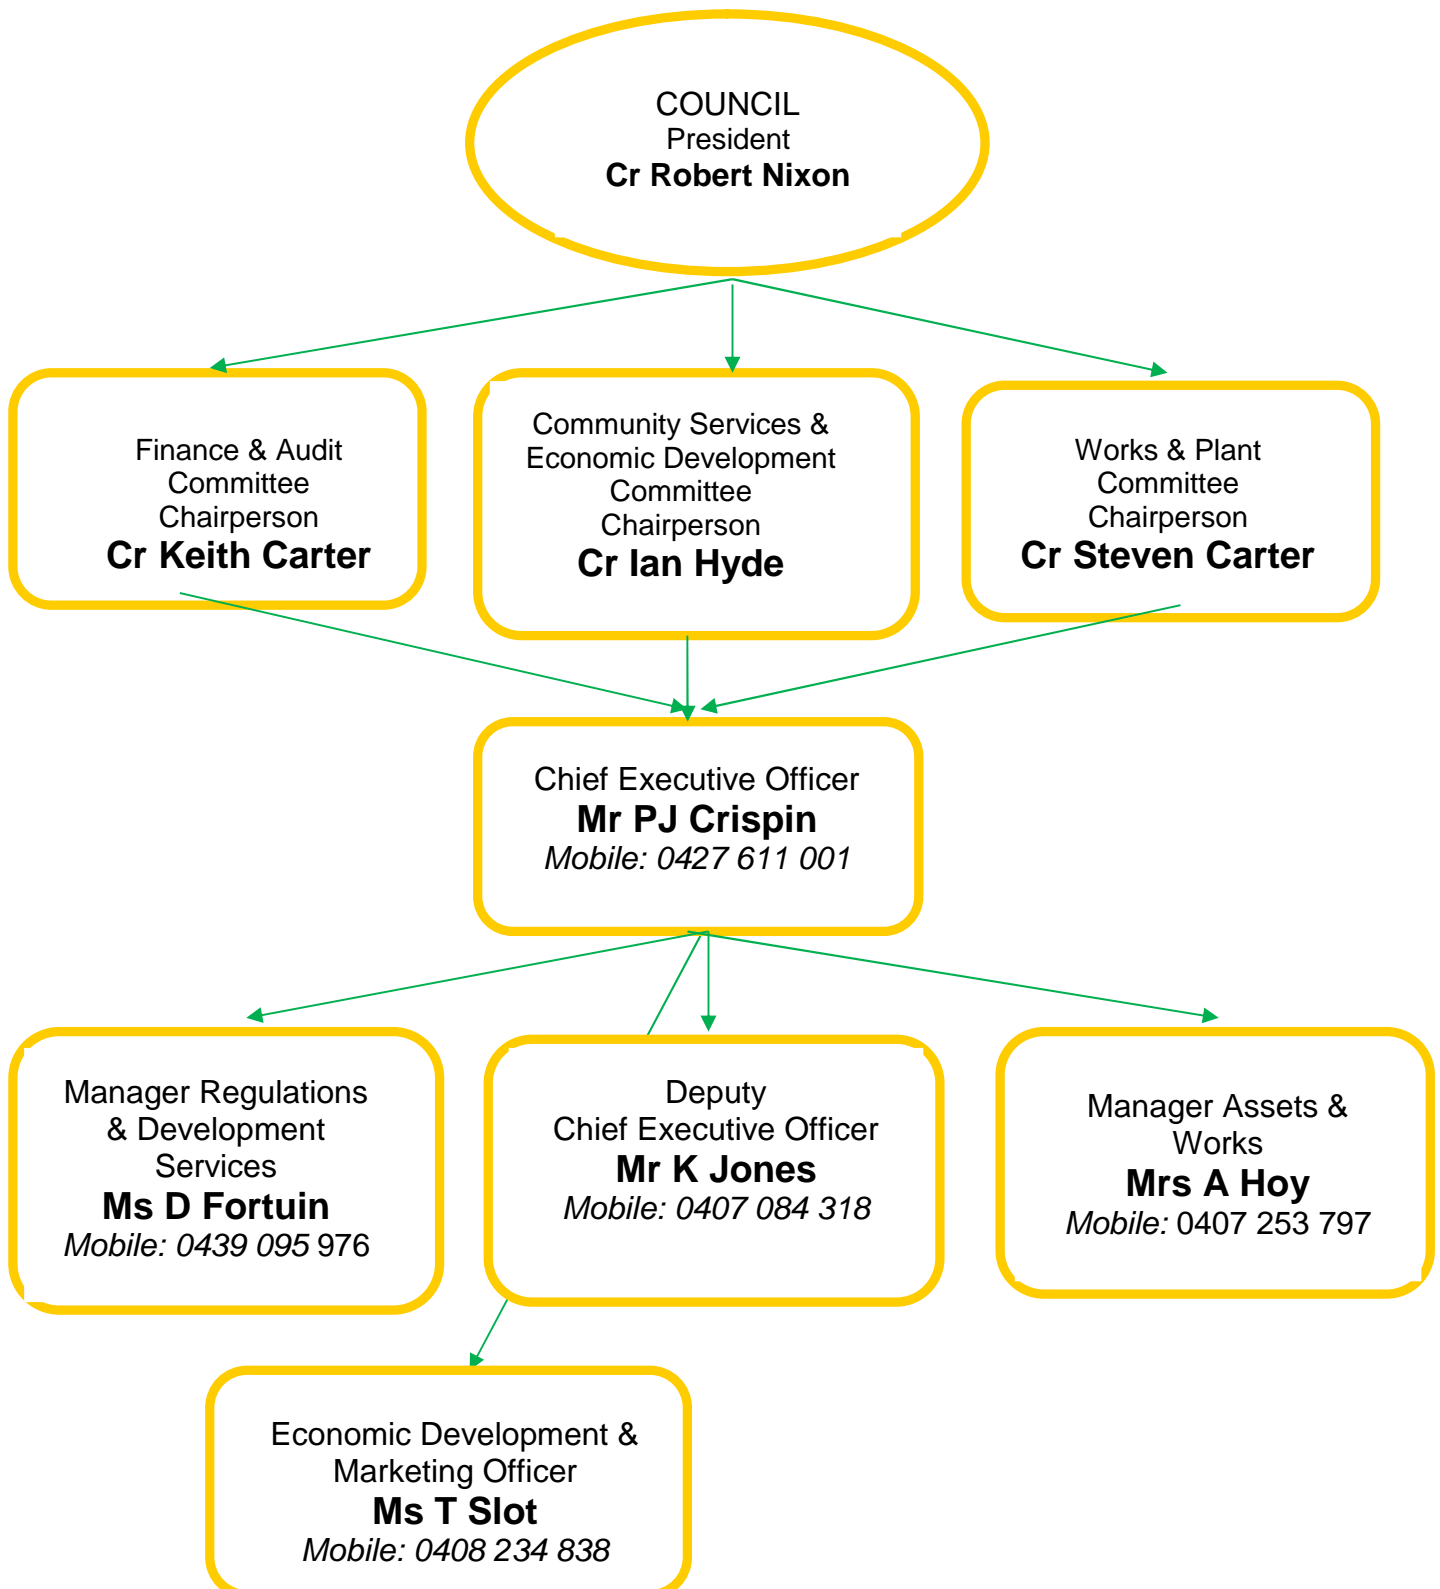 COUNCIL
President
Cr Robert Nixon
Finance & Audit
Committee
Chairperson
Cr Keith Carter
Community Services &
Economic Development
Committee
Chairperson
Cr Ian Hyde
Works & Plant
Committee
Chairperson
Cr Steven Carter
Chief Executive Officer
Mr PJ Crispin
Mobile: 0427 611 001
Manager Regulations
& Development
Services
Ms D Fortuin
Mobile: 0439 095 976
Deputy
Chief Executive Officer
Mr K Jones
Mobile: 0407 084 318
Manager Assets &
Works
Mrs A Hoy
Mobile: 0407 253 797
Economic Development &
Marketing Officer
Ms T Slot
Mobile: 0408 234 838